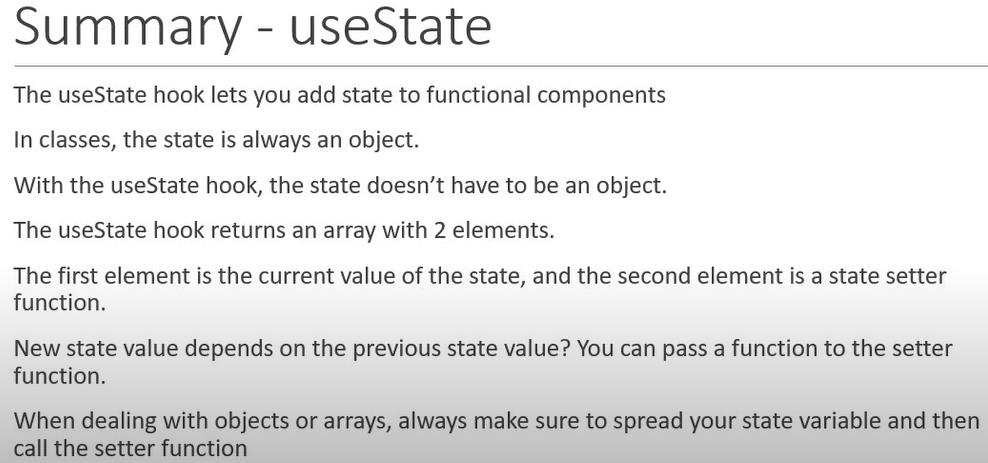 Summary - useState
The useState hook lets you add state to functional components
In classes, the state is always an object.
With the useState hook, the state doesn’t have to be an object.
The useState hook returns an array with 2 elements.
The first element is the current value of the state, and the second element is a state setter
function.
New state value depends on the previous state value? You can pass a function to the setter
function.
When dealing with objects or arrays, always make sure to spread your state variable and then
call the setter function